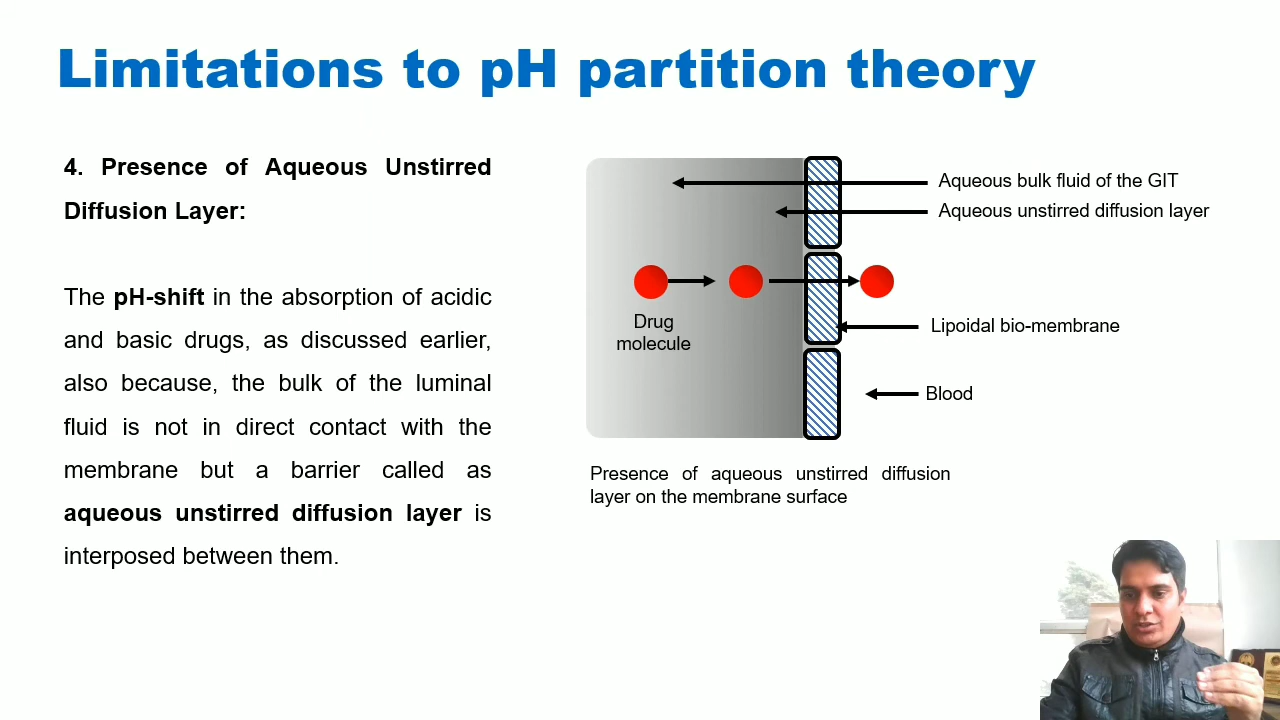 Limitations to pH partition theory
4. Presence of Aqueous Unstirred
Diffusion Layer:
The pH-shift in the absorption of acidic
and basic drugs, as discussed earlier,
also because, the bulk of the luminal
fluid is not in direct contact with the
membrane but a barrier called as
aqueous unstirred diffusion layer is
interposed between them.
Aqueous bulk fluid of the GIT
Aqueous unstirred diffusion layer
Drug
molecule
Lipoidal bio-membrane
Blood
Presence of aqueous unstirred diffusion
layer on the membrane surface